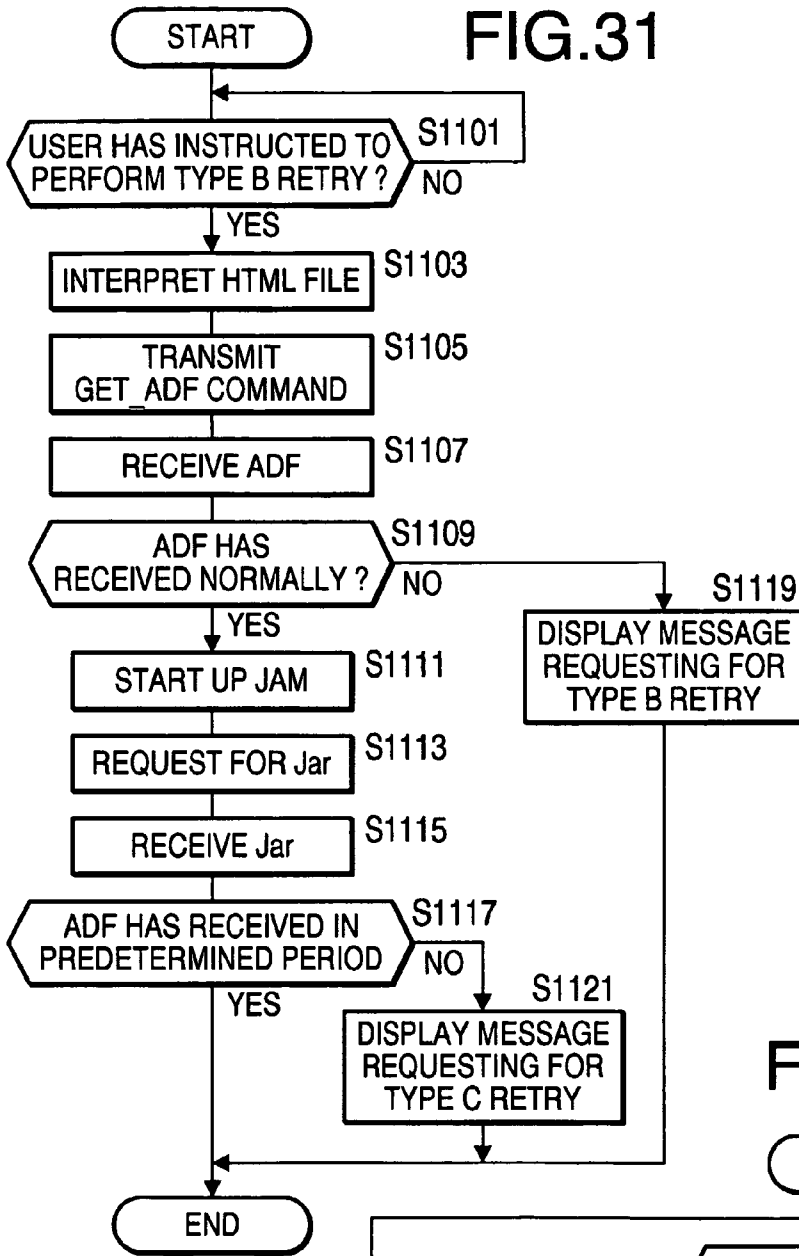 FIG.31
START
USER HAS INSTRUCTED TO
PERFORM TYPE B RETRY ?
S1101
NO
YES
INTERPRET HTML FILE
S1103
TRANSMIT
GET_ADF COMMAND
S1105
RECEIVE ADF
S1107
ADF HAS
RECEIVED NORMALLY ?
S1109
NO
YES
S1119
DISPLAY MESSAGE
REQUESTING FOR
TYPE B RETRY
START UP JAM
S1111
REQUEST FOR Jar
S1113
RECEIVE Jar
S1115
ADF HAS RECEIVED IN
PREDETERMINED PERIOD
S1117
NO
YES
S1121
DISPLAY MESSAGE
REQUESTING FOR
TYPE C RETRY
F
END